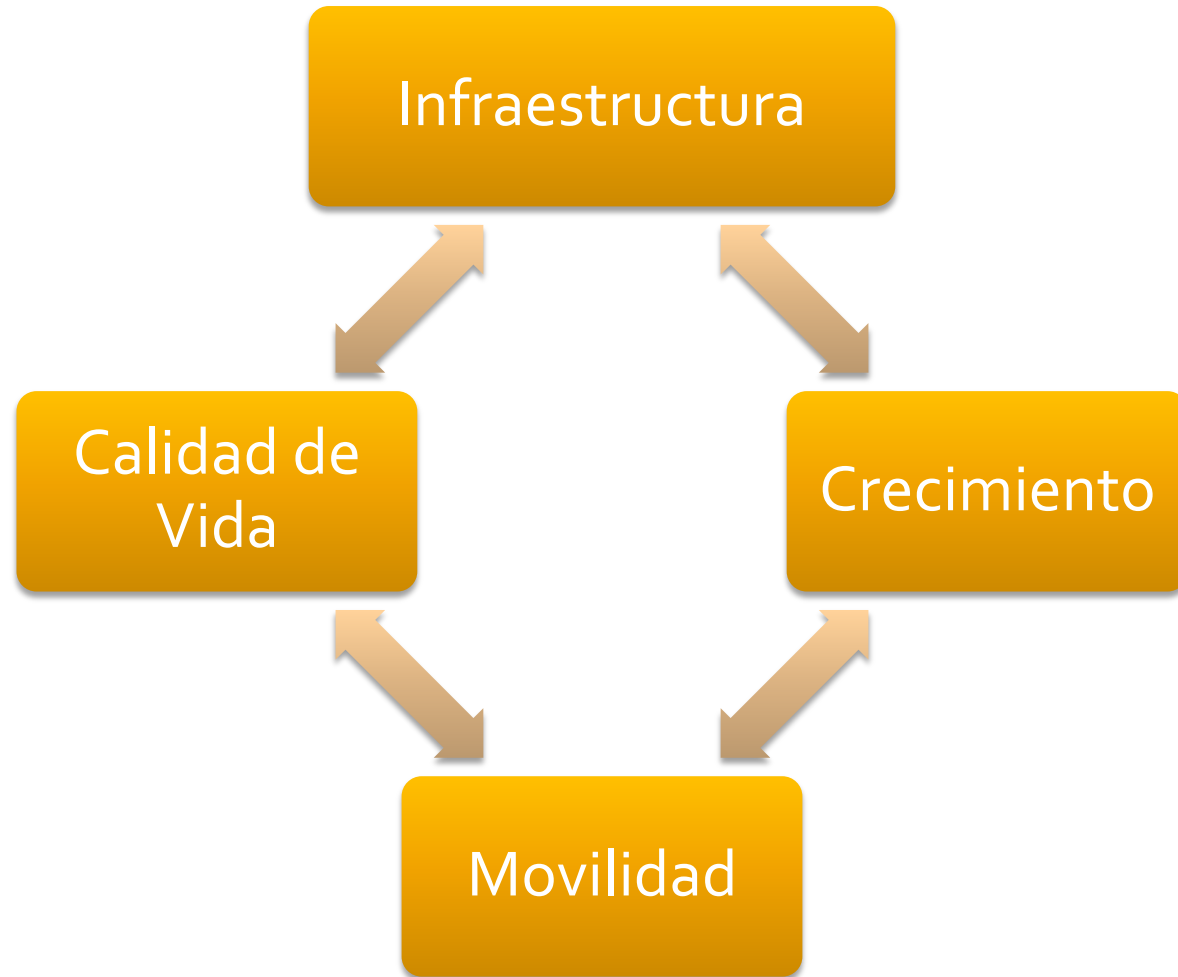 Infraestructura
Calidad de
Vida
Crecimiento
Movilidad